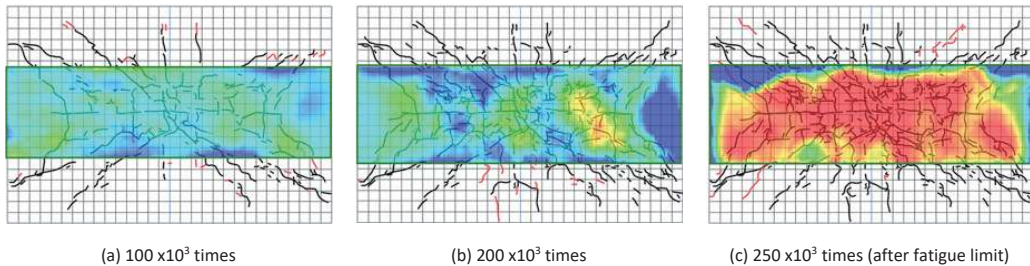 (a) 100 x10³ times
(b) 200 x10³ times
(c) 250 x10³ times (after fatigue limit)